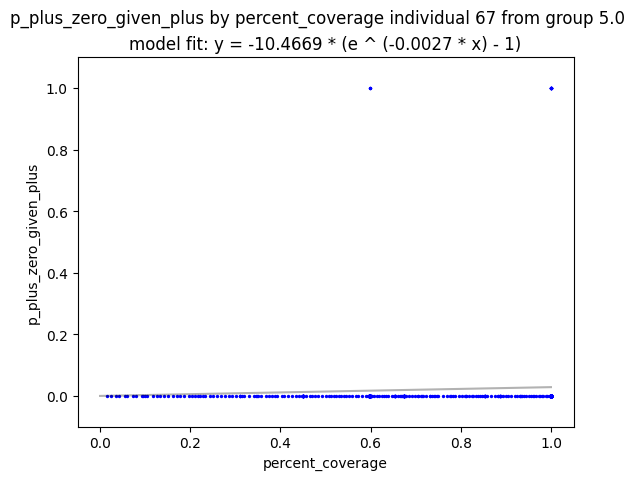 p_plus_zero_given_plus by percent_coverage individual 67 from group 5.0
model fit: y = -10.4669 * (e ^ (-0.0027 * x) - 1)
1.0
0.8
0.6
0.4
0.2
0.0
p_plus_zero_given_plus
0.0 0.2 0.4 0.6 0.8 1.0
percent_coverage